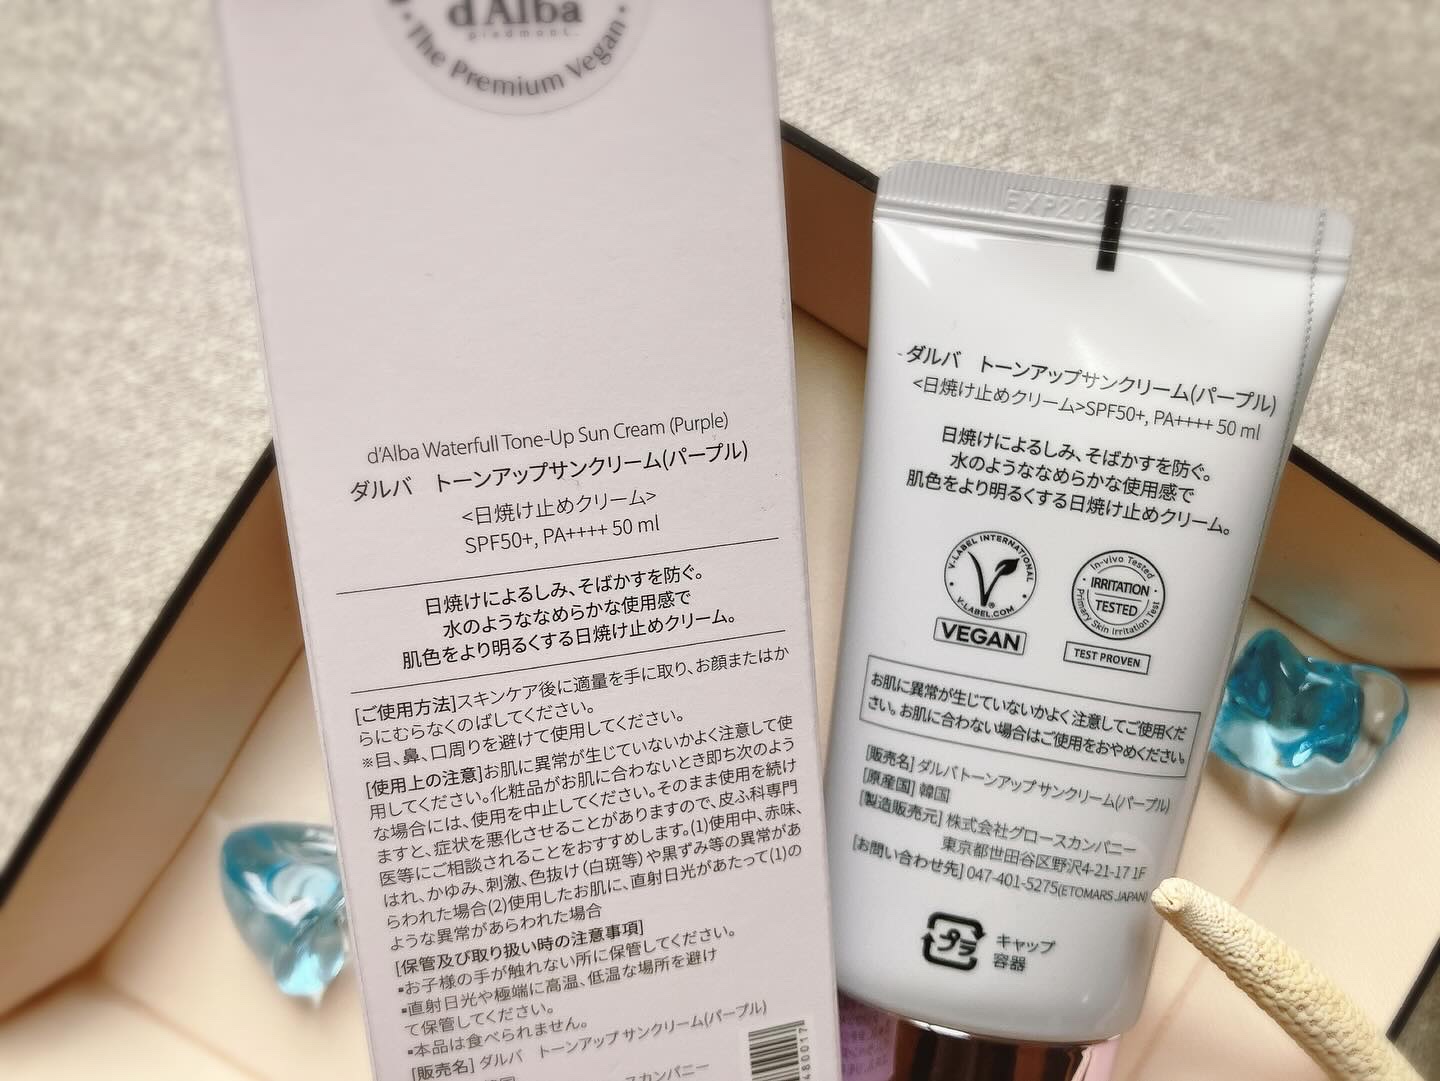 d'Alba
piedmont.
The Premium Vegan
d'Alba Waterfull Tone-Up Sun Cream (Purple)
ダルバ　トーンアップサンクリーム(パープル)
<日焼け止めクリーム>
SPF50+, PA++++ 50 ml
日焼けによるしみ、そばかすを防ぐ。
水のようななめらかな使用感で
肌色をより明るくする日焼け止めクリーム。
[ご使用方法]スキンケア後に適量を手に取り、お顔またはか
らにむらなくのばしてください。
※目、鼻、口周りを避けて使用してください。
[使用上の注意]お肌に異常が生じていないかよく注意して使
用してください。化粧品がお肌に合わないとき即ち次のよう
な場合には、使用を中止してください。そのまま使用を続け
ますと、症状を悪化させることがありますので、皮ふ科専門
医等にご相談されることをおすすめします。(1)使用中、赤味、
はれ、かゆみ、刺激、色抜け(白斑等)や黒ずみ等の異常があ
らわれた場合(2)使用したお肌に、直射日光があたって(1)の
ような異常があらわれた場合
[保管及び取り扱い時の注意事項]
▪お子様の手が触れない所に保管してください。
▪直射日光や極端に高温、低温な場所を避け
て保管してください。
▪本品は食べられません。
[販売名] ダルバ　トーンアップサンクリーム(パープル)
スカンパニー
480017
ダルバ　トーンアップサンクリーム(パープル)
<日焼け止めクリーム>SPF50+, PA++++ 50 ml
日焼けによるしみ、そばかすを防ぐ。
水のようななめらかな使用感で
肌色をより明るくする日焼け止めクリーム。
V-LABEL INTERNATIONAL
V-LABEL.COM
VEGAN
In-vivo Tested
IRRITATION
TESTED
Primary Skin Irritation Test
TEST PROVEN
お肌に異常が生じていないかよく注意してご使用くだ
さい。お肌に合わない場合はご使用をおやめください。
[販売名] ダルバトーンアップサンクリーム(パープル)
[原産国] 韓国
[製造販売元] 株式会社グロースカンパニー
東京都世田谷区野沢4-21-17 1F
[お問い合わせ先] 047-401-5275(ETOMARS JAPAN)
プラ
キャップ
容器